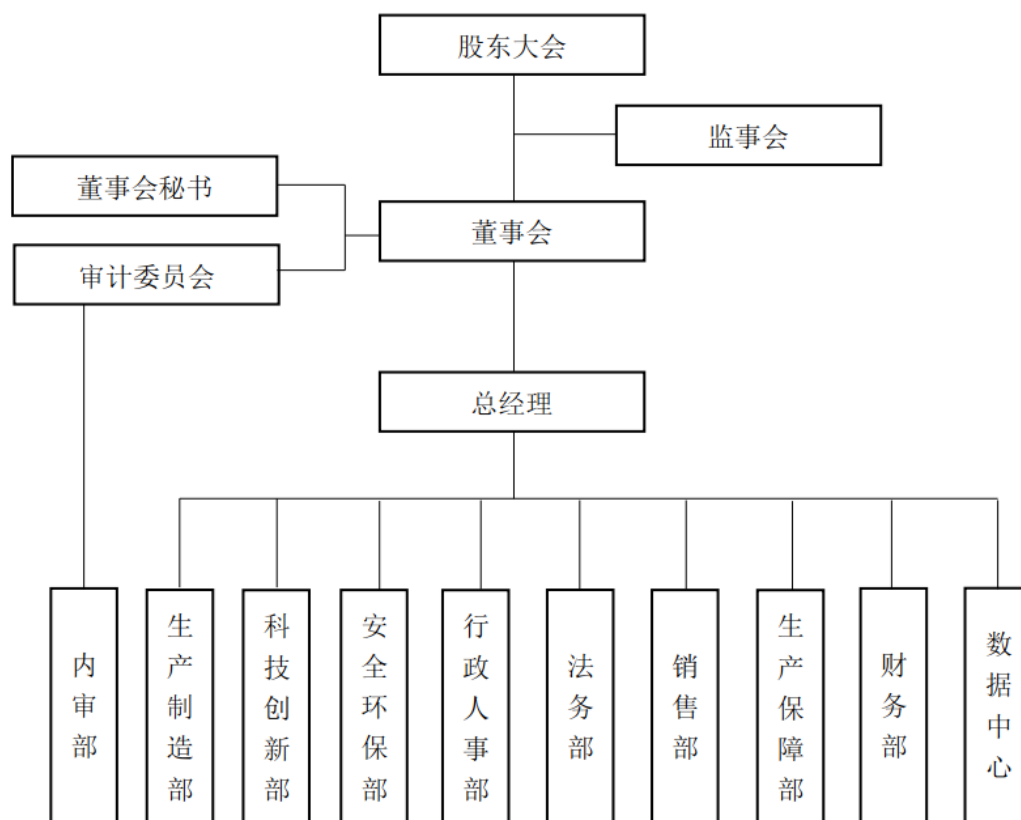 股东大会
监事会
董事会秘书
董事会
审计委员会
总经理
内审部
生产制造部
科技创新部
安全环保部
行政人事部
法务部
销售部
生产保障部
财务部
数据中心